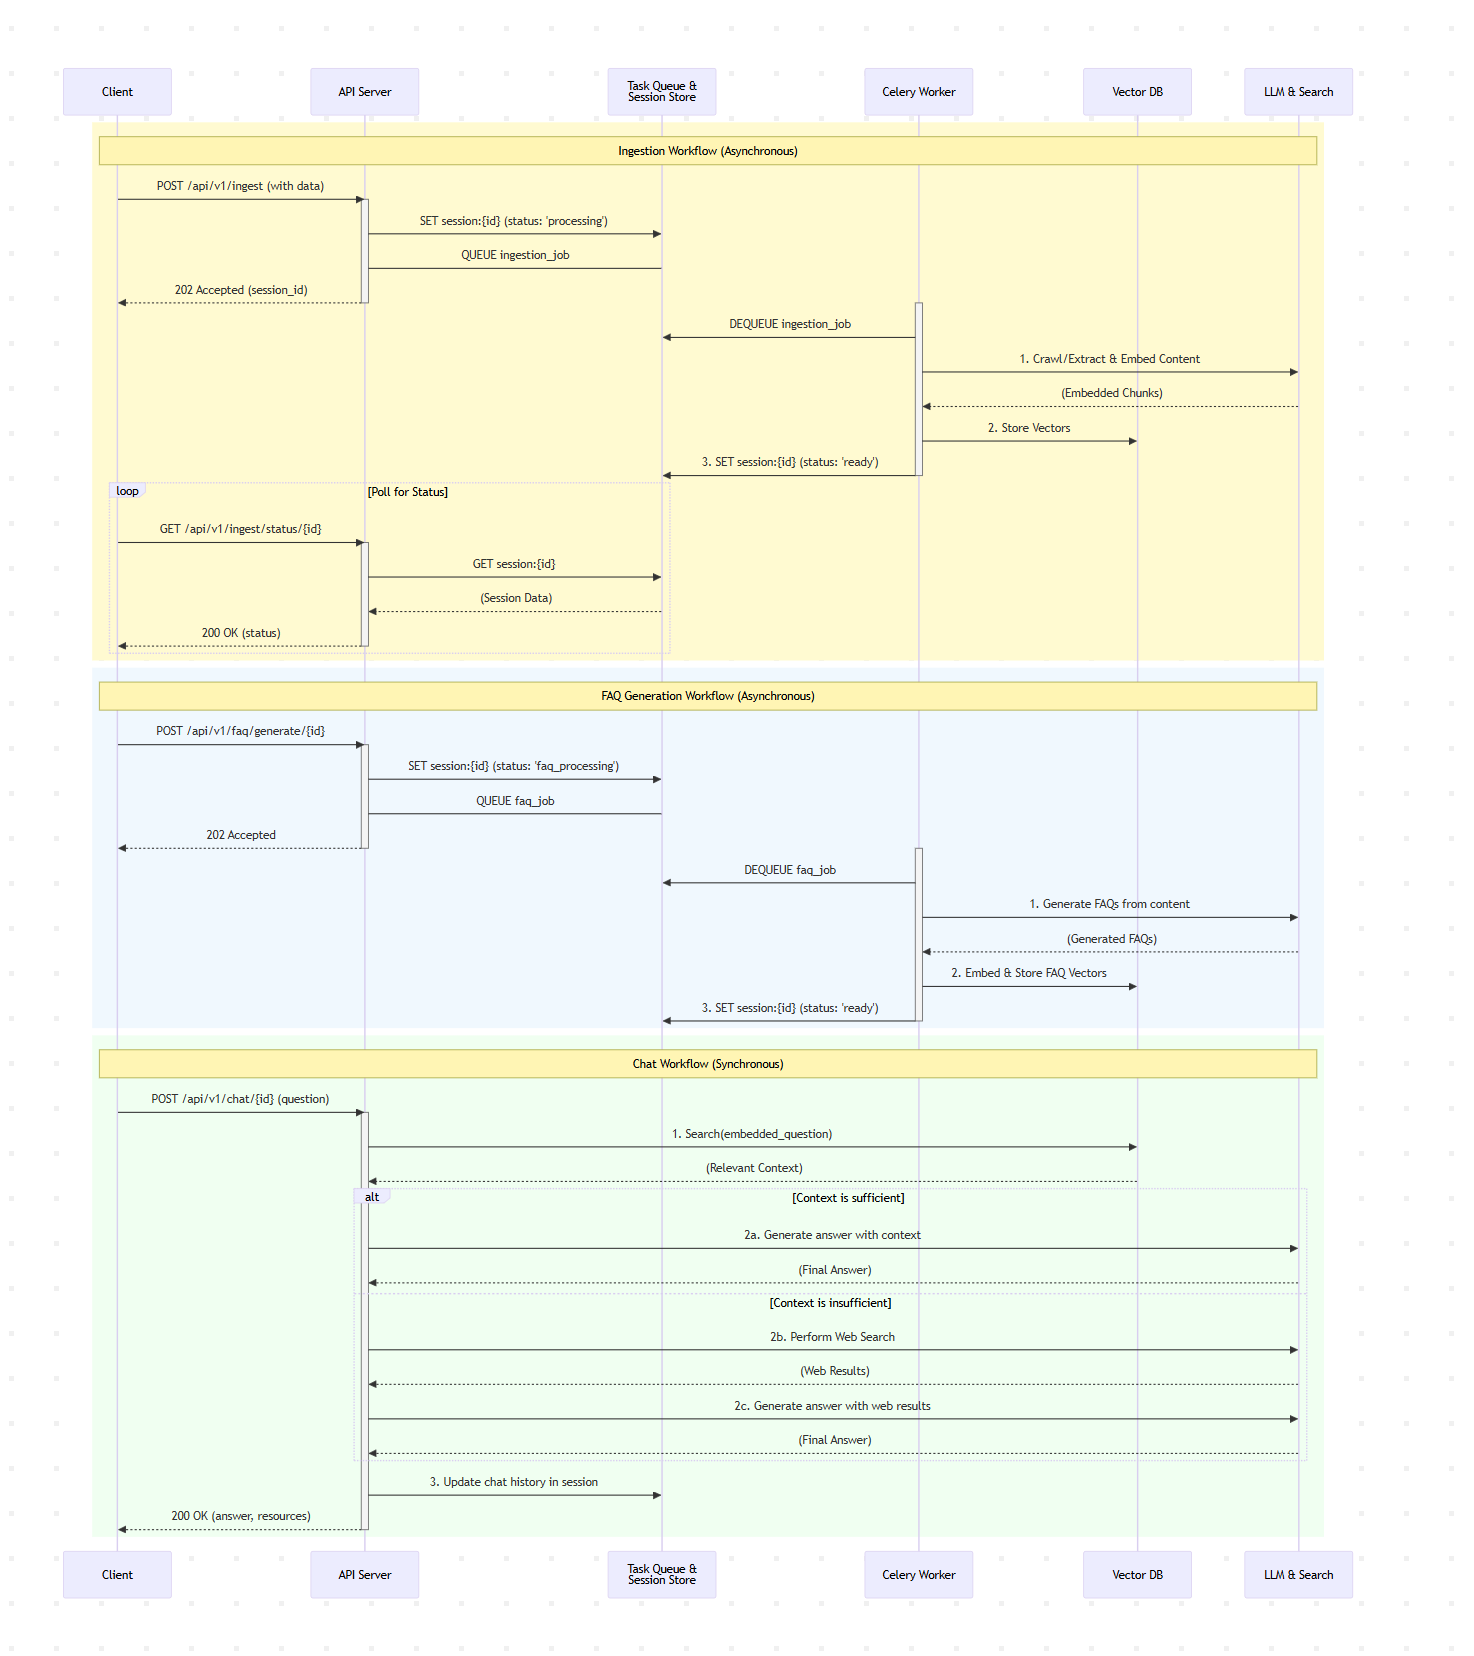 Client
API Server
Task Queue &
Session Store
Celery Worker
Vector DB
LLM & Search
Ingestion Workflow (Asynchronous)
POST /api/v1/ingest (with data)
SET session:{id} (status: 'processing')
QUEUE ingestion_job
202 Accepted (session_id)
DEQUEUE ingestion_job
1. Crawl/Extract & Embed Content
(Embedded Chunks)
2. Store Vectors
3. SET session:{id} (status: 'ready')
loop
[Poll for Status]
GET /api/v1/ingest/status/{id}
GET session:{id}
(Session Data)
200 OK (status)
FAQ Generation Workflow (Asynchronous)
POST /api/v1/faq/generate/{id}
SET session:{id} (status: 'faq_processing')
QUEUE faq_job
202 Accepted
DEQUEUE faq_job
1. Generate FAQs from content
(Generated FAQs)
2. Embed & Store FAQ Vectors
3. SET session:{id} (status: 'ready')
Chat Workflow (Synchronous)
POST /api/v1/chat/{id} (question)
1. Search(embedded_question)
(Relevant Context)
alt
[Context is sufficient]
2a. Generate answer with context
(Final Answer)
[Context is insufficient]
2b. Perform Web Search
(Web Results)
2c. Generate answer with web results
(Final Answer)
3. Update chat history in session
200 OK (answer, resources)
Client
API Server
Task Queue &
Session Store
Celery Worker
Vector DB
LLM & Search